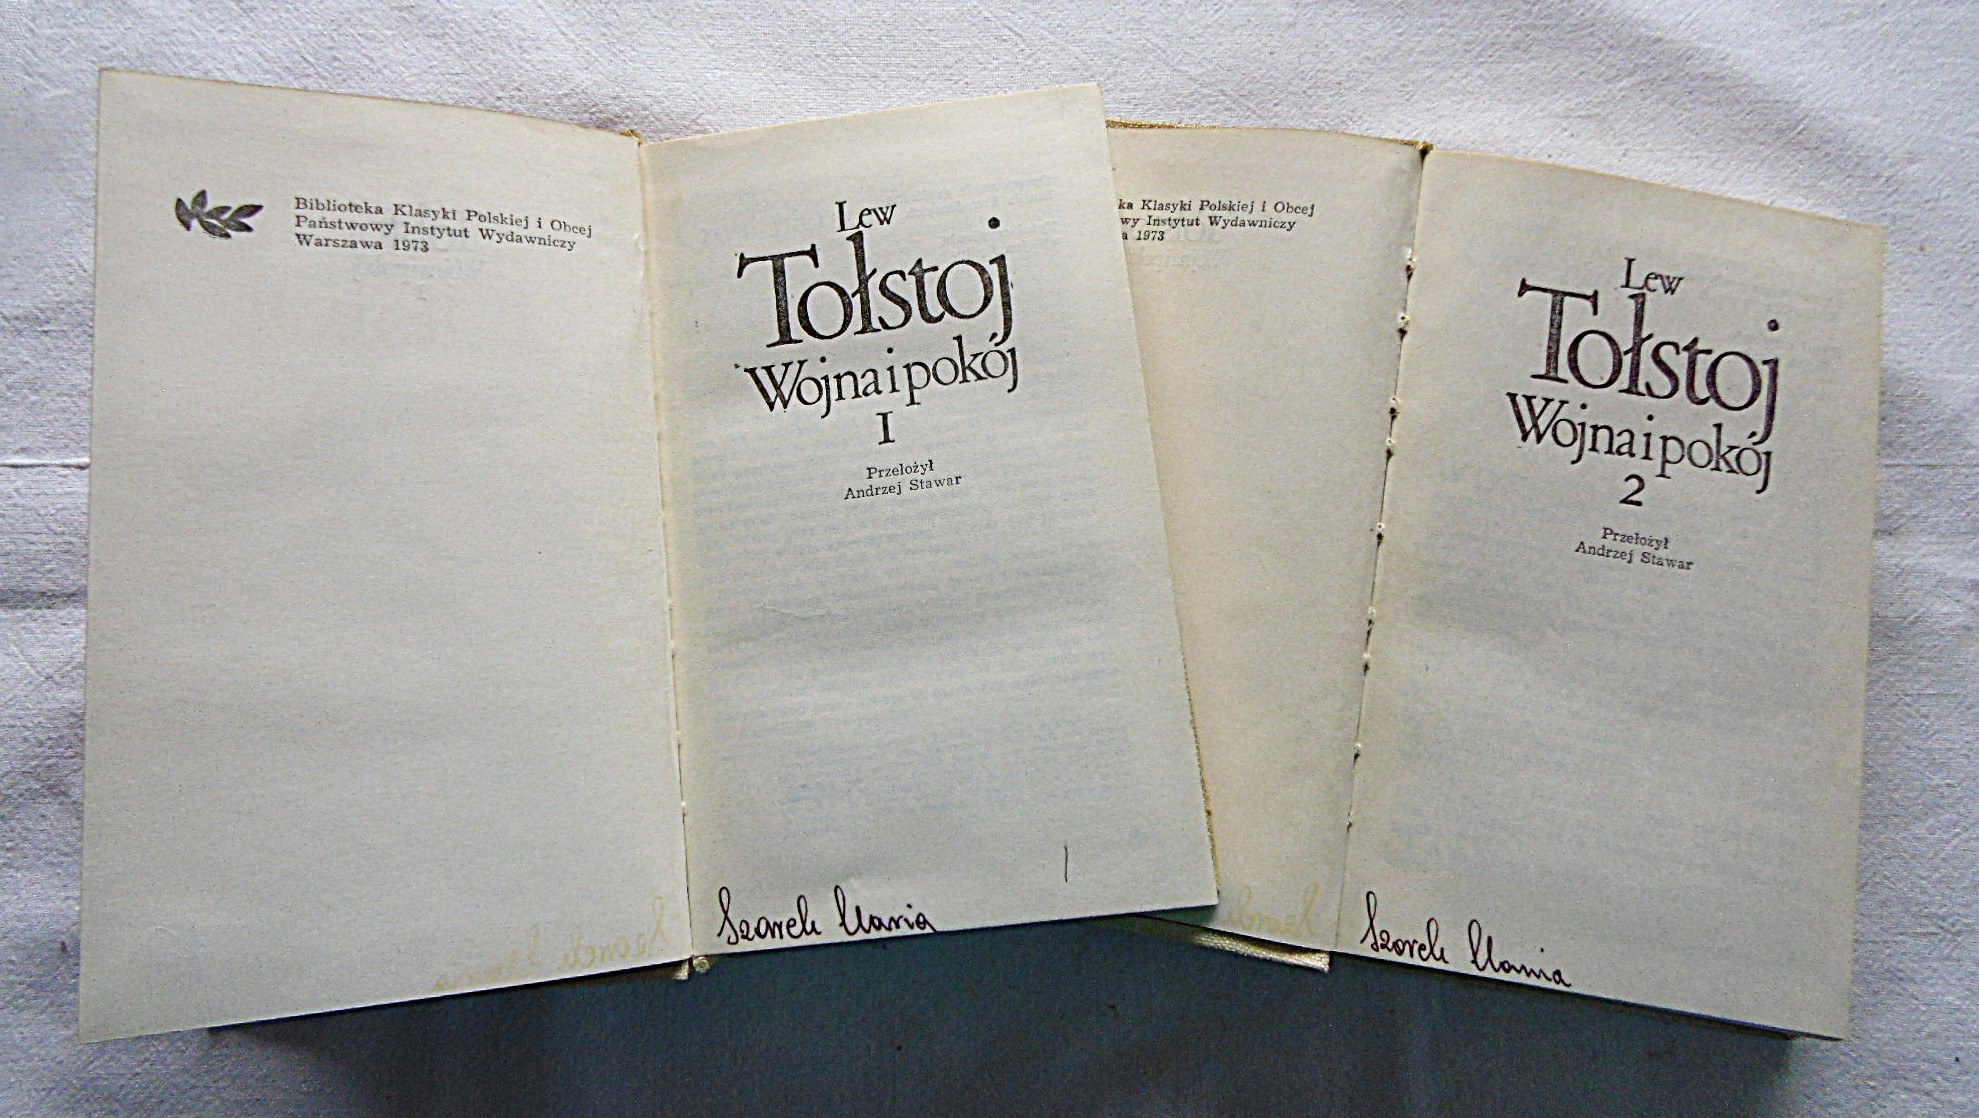 Biblioteka Klasyki Polskiej i Obcej
Państwowy Instytut Wydawniczy
Warszawa 1973
Lew
Tołstoj
Wojna i pokój
1
Przełożył
Andrzej Stawar
Szarek Maria
ka Klasyki Polskiej i Obcej
wy Instytut Wydawniczy
a 1973
Lew
Tołstoj
Wojna i pokój
2
Przełożył
Andrzej Stawar
Szarek Maria